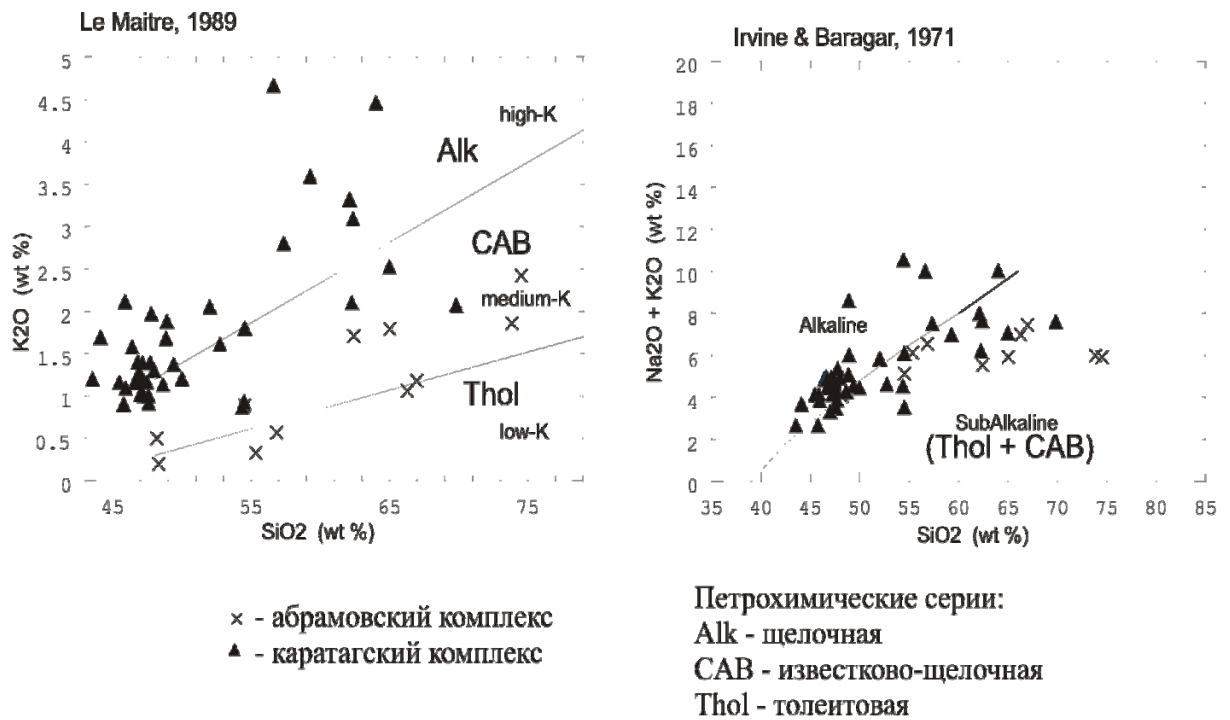 Le Maitre, 1989
5
4.5
4
3.5
3
2.5
2
1.5
1
0.5
0
K2O (wt %)
high-K
Alk
CAB
medium-K
Thol
low-K
45 55 65 75
SiO2 (wt %)
Irvine & Baragar, 1971
20
18
16
14
12
10
8
6
4
2
0
Na2O + K2O (wt %)
Alkaline
SubAlkaline
(Thol + CAB)
35 40 45 50 55 60 65 70 75 80 85
SiO2 (wt %)
× - абрамовский комплекс
▲ - каратагский комплекс
Петрохимические серии:
Alk - щелочная
CAB - известково-щелочная
Thol - толеитовая